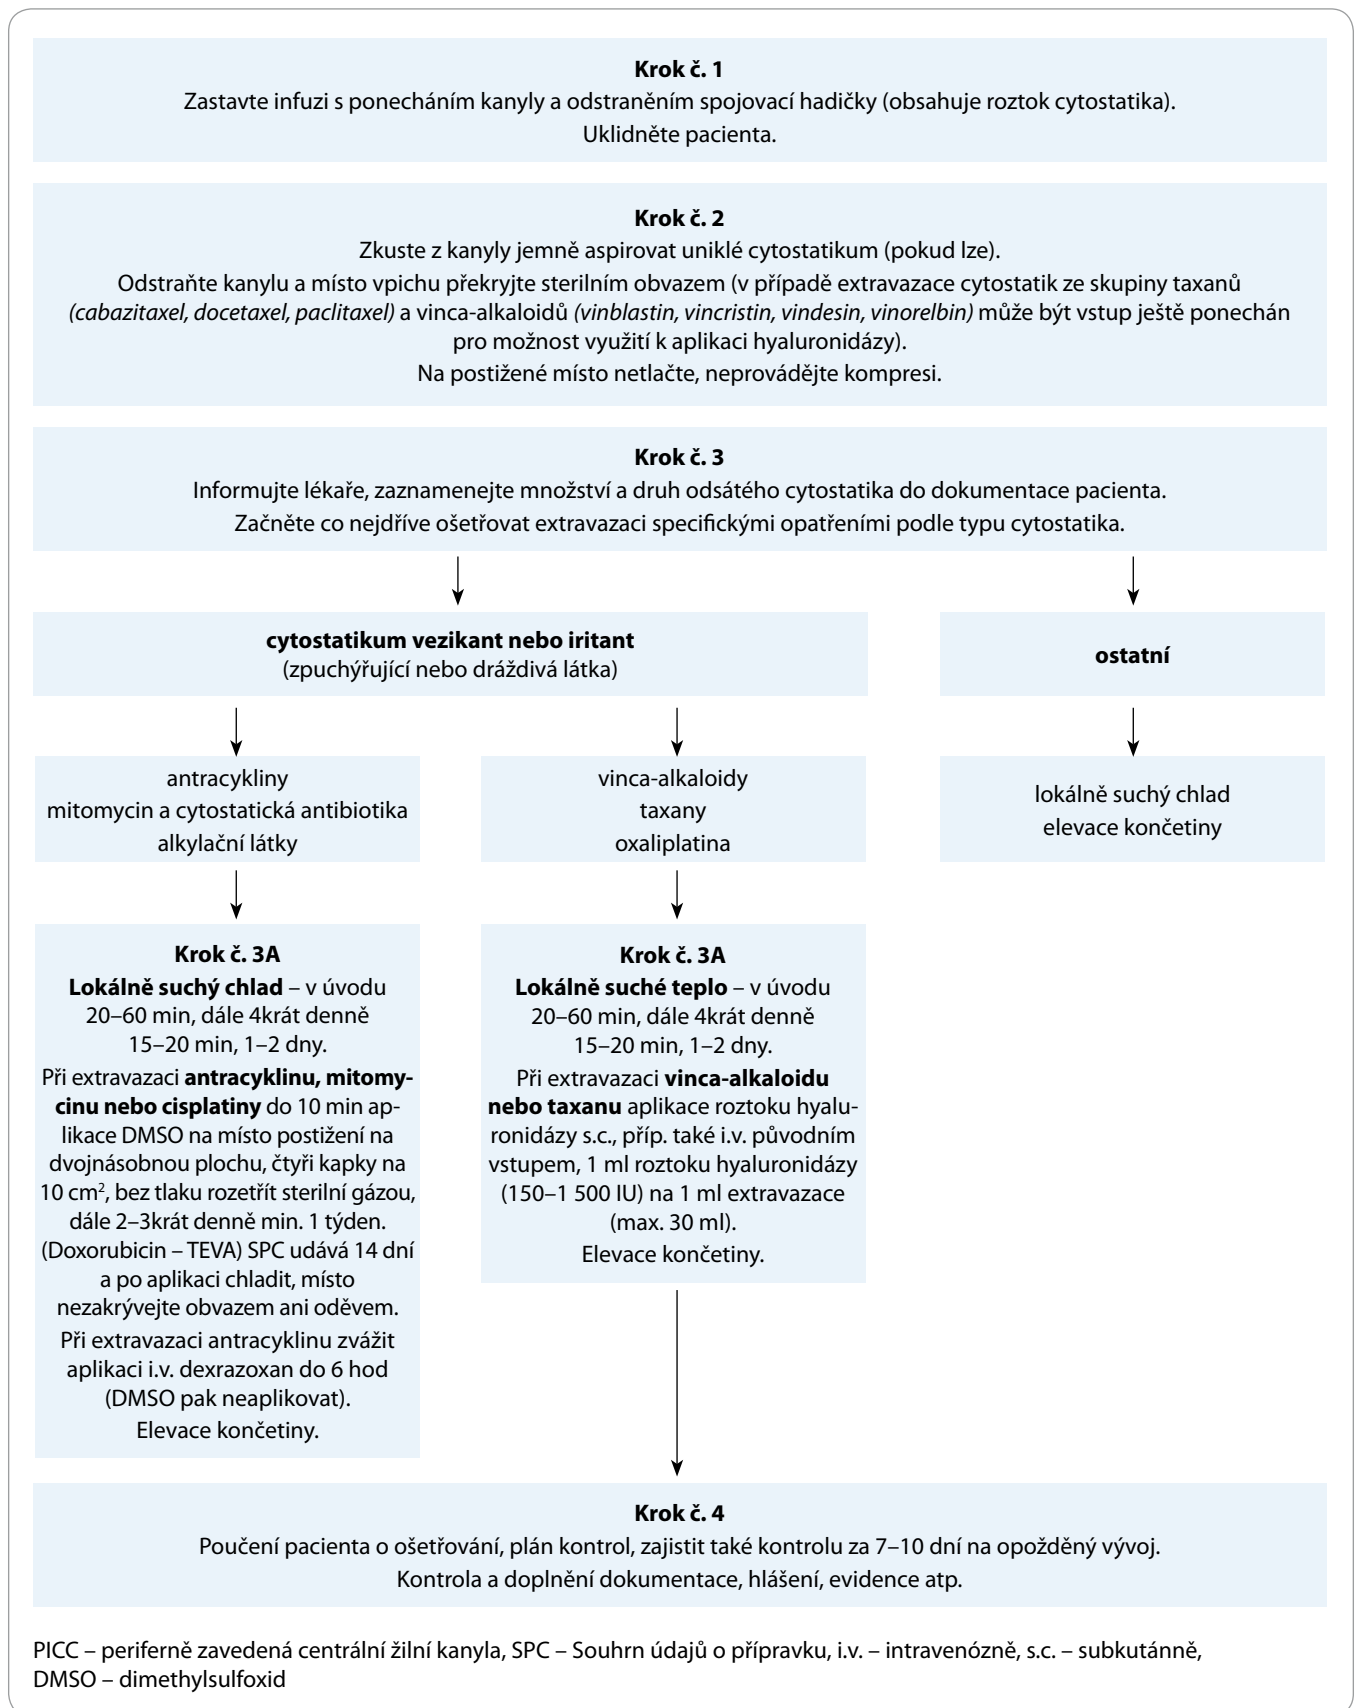 Krok č. 1
Zastavte infuzi s ponecháním kanyly a odstraněním spojovací hadičky (obsahuje roztok cytostatika).
Uklidněte pacienta.
Krok č. 2
Zkuste z kanyly jemně aspirovat uniklé cytostatikum (pokud lze).
Odstraňte kanylu a místo vpichu překryjte sterilním obvazem (v případě extravazace cytostatik ze skupiny taxanů
(cabazitaxel, docetaxel, paclitaxel) a vinca-alkaloidů (vinblastin, vincristin, vindesin, vinorelbin) může být vstup ještě ponechán
pro možnost využití k aplikaci hyaluronidázy).
Na postižené místo netlačte, neprovádějte kompresi.
Krok č. 3
Informujte lékaře, zaznamenejte množství a druh odsátého cytostatika do dokumentace pacienta.
Začněte co nejdříve ošetřovat extravazaci specifickými opatřeními podle typu cytostatika.
cytostatikum vezikant nebo iritant
(zpuchýřující nebo dráždivá látka)
ostatní
antracykliny
mitomycin a cytostatická antibiotika
alkylační látky
vinca-alkaloidy
taxany
oxaliplatina
lokálně suchý chlad
elevace končetiny
Krok č. 3A
Lokálně suchý chlad – v úvodu
20–60 min, dále 4krát denně
15–20 min, 1–2 dny.
Při extravazaci antracyklinu, mitomy-
cinu nebo cisplatiny do 10 min ap-
likace DMSO na místo postižení na
dvojnásobnou plochu, čtyři kapky na
10 cm², bez tlaku rozetřít sterilní gázou,
dále 2–3krát denně min. 1 týden.
(Doxorubicin – TEVA) SPC udává 14 dní
a po aplikaci chladit, místo
nezakrývejte obvazem ani oděvem.
Při extravazaci antracyklinu zvážit
aplikaci i.v. dexrazoxan do 6 hod
(DMSO pak neaplikovat).
Elevace končetiny.
Krok č. 3A
Lokálně suché teplo – v úvodu
20–60 min, dále 4krát denně
15–20 min, 1–2 dny.
Při extravazaci vinca-alkaloidu
nebo taxanu aplikace roztoku hyalu-
ronidázy s.c., příp. také i.v. původním
vstupem, 1 ml roztoku hyaluronidázy
(150–1 500 IU) na 1 ml extravazace
(max. 30 ml).
Elevace končetiny.
Krok č. 4
Poučení pacienta o ošetřování, plán kontrol, zajistit také kontrolu za 7–10 dní na opožděný vývoj.
Kontrola a doplnění dokumentace, hlášení, evidence atp.
PICC – periferně zavedená centrální žilní kanyla, SPC – Souhrn údajů o přípravku, i.v. – intravenózně, s.c. – subkutánně,
DMSO – dimethylsulfoxid